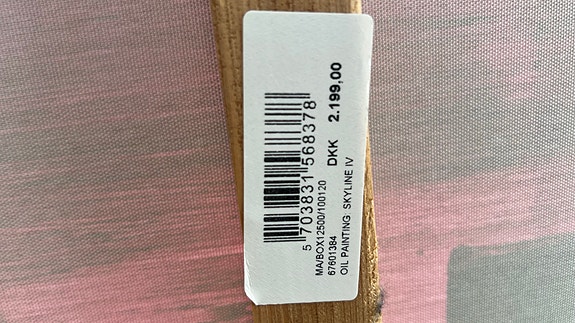 5 703831 568378
DKK 2.199,00
MA/BOX12500/100120
67601384
OIL PAINTING SKYLINE IV